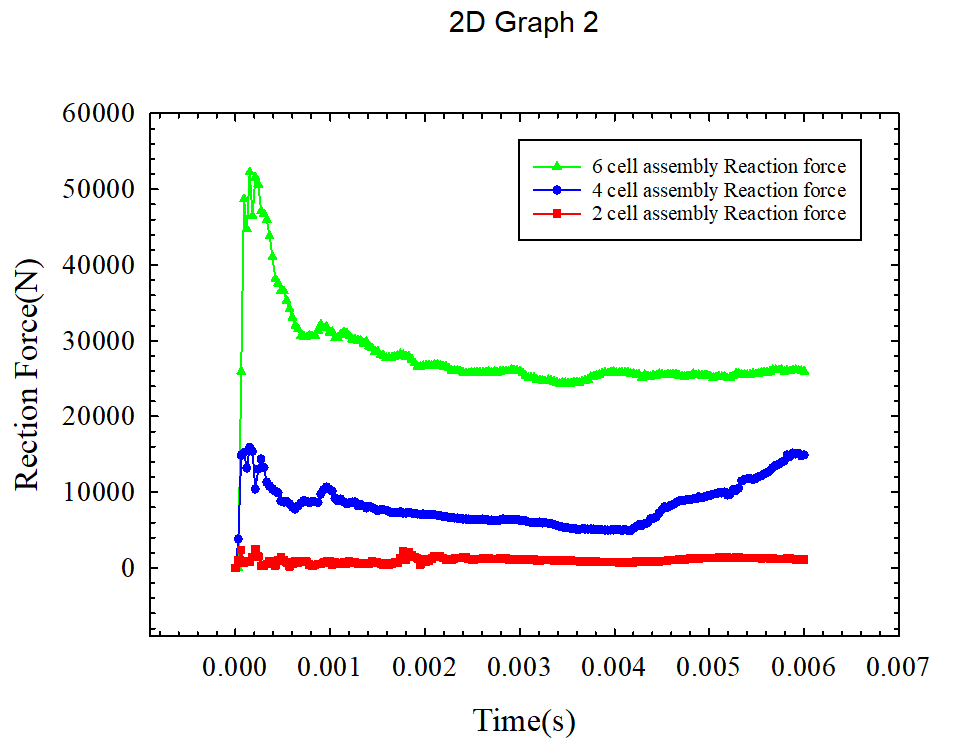 2D Graph 2
60000
50000
40000
30000
20000
10000
0
Rection Force(N)
6 cell assembly Reaction force
4 cell assembly Reaction force
2 cell assembly Reaction force
0.000 0.001 0.002 0.003 0.004 0.005 0.006 0.007
Time(s)